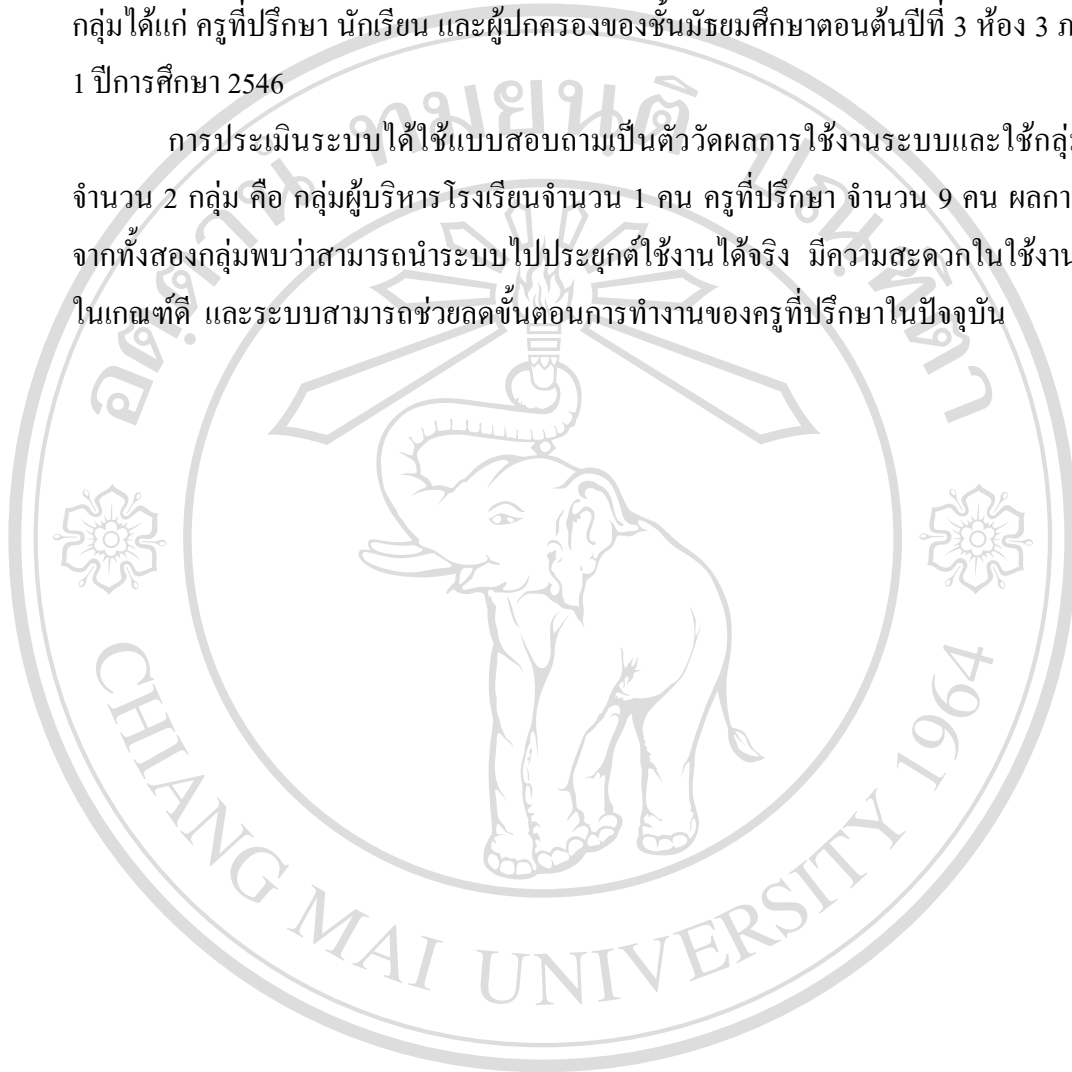 กลุ่มได้แก่ ครูที่ปรึกษา นักเรียน และผู้ปกครองของชั้นมัธยมศึกษาตอนต้นปีที่ 3 ห้อง 3
1 ปีการศึกษา 2546
การประเมินระบบได้ใช้แบบสอบถามเป็นตัววัดผลการใช้งานระบบและใช้
จำนวน 2 กลุ่ม คือ กลุ่มผู้บริหารโรงเรียนจำนวน 1 คน ครูที่ปรึกษา จำนวน 9 คน
จากทั้งสองกลุ่มพบว่าสามารถนำระบบไปประยุกต์ใช้งานได้จริง มีความสะดวกในใช้งาน
ในเกณฑ์ดี และระบบสามารถช่วยลดขั้นตอนการทำงานของครูที่ปรึกษาในปัจจุบัน
อตฺตานํ ทมยนฺติ ปณฺฑิตา
CHIANG MAI UNIVERSITY 1964